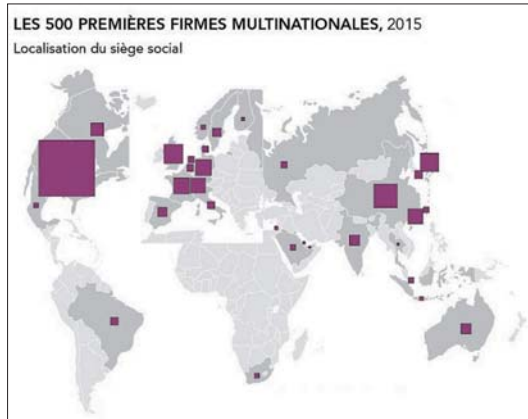 LES 500 PREMIÈRES FIRMES MULTINATIONALES, 2015
Localisation du siège social